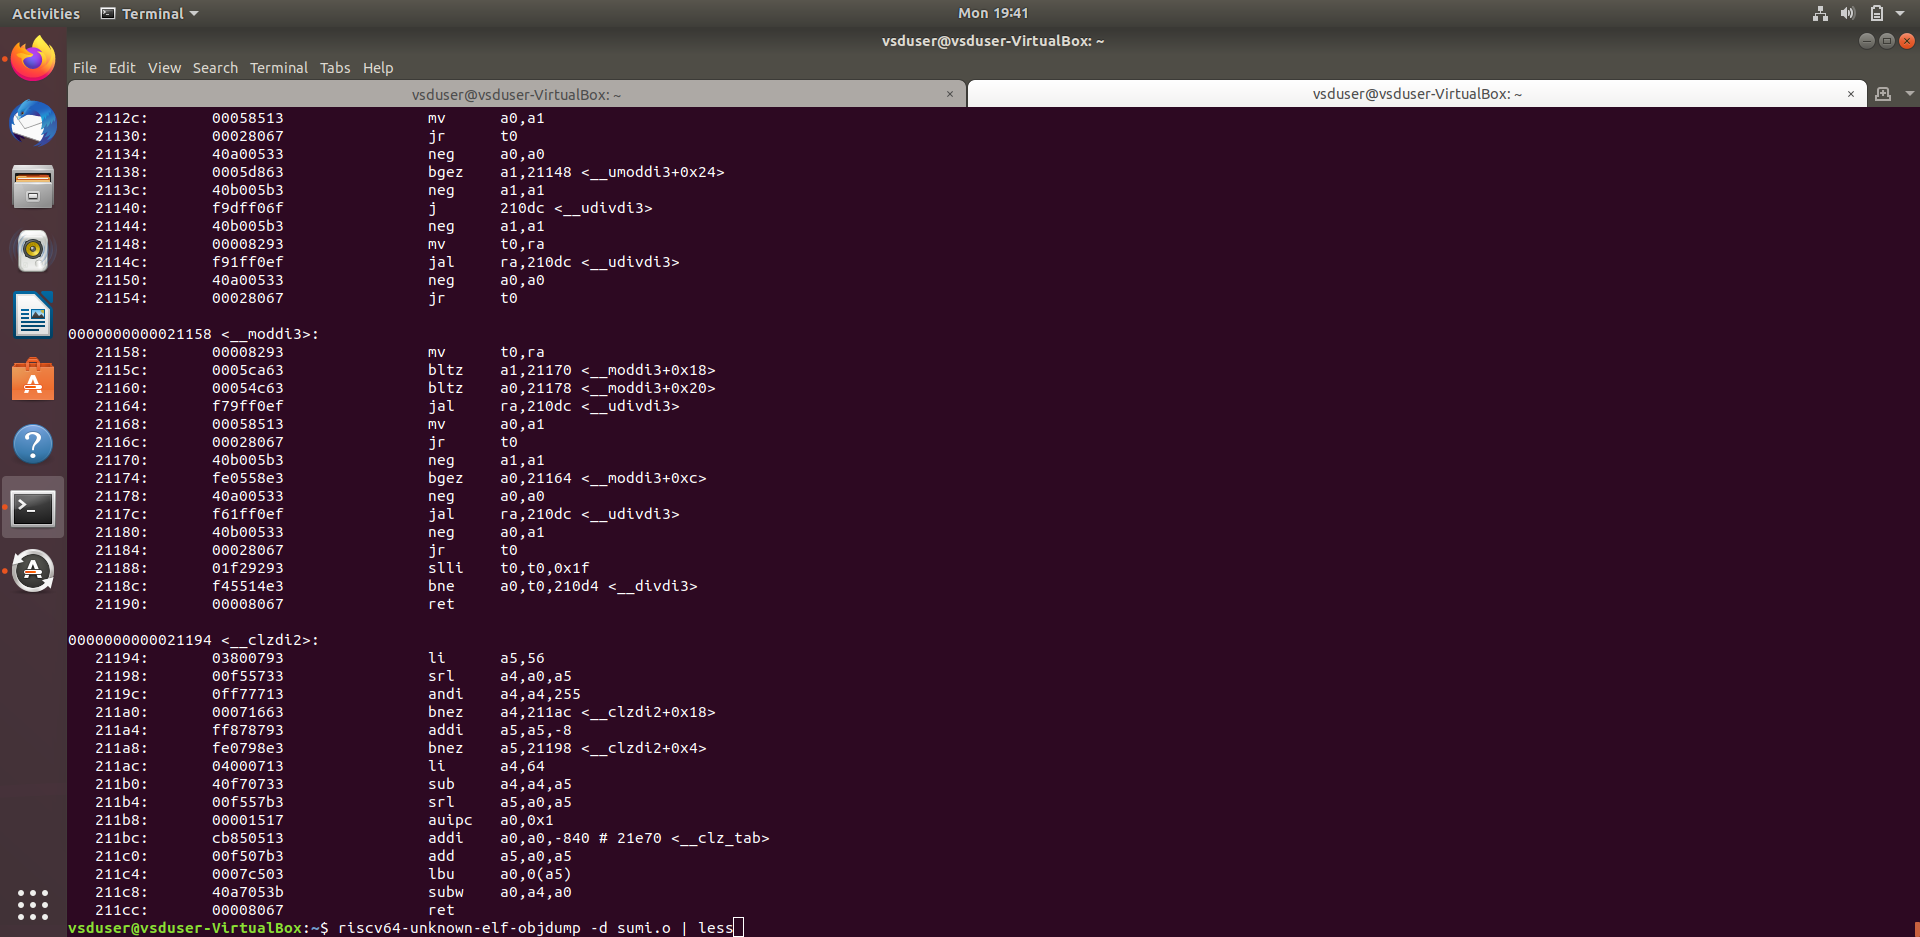 Activities Terminal Mon 19:41
vsduser@vsduser-VirtualBox: ~
File Edit View Search Terminal Tabs Help
vsduser@vsduser-VirtualBox: ~ × vsduser@vsduser-VirtualBox: ~ ×
2112c: 00058513 mv a0,a1
21130: 00028067 jr t0
21134: 40a00533 neg a0,a0
21138: 0005d863 bgez a1,21148 <__umoddi3+0x24>
2113c: 40b005b3 neg a1,a1
21140: f9dff06f j 210dc <__udivdi3>
21144: 40b005b3 neg a1,a1
21148: 00008293 mv t0,ra
2114c: f91ff0ef jal ra,210dc <__udivdi3>
21150: 40a00533 neg a0,a0
21154: 00028067 jr t0
0000000000021158 <__moddi3>:
21158: 00008293 mv t0,ra
2115c: 0005ca63 bltz a1,21170 <__moddi3+0x18>
21160: 00054c63 bltz a0,21178 <__moddi3+0x20>
21164: f79ff0ef jal ra,210dc <__udivdi3>
21168: 00058513 mv a0,a1
2116c: 00028067 jr t0
21170: 40b005b3 neg a1,a1
21174: fe0558e3 bgez a0,21164 <__moddi3+0xc>
21178: 40a00533 neg a0,a0
2117c: f61ff0ef jal ra,210dc <__udivdi3>
21180: 40b00533 neg a0,a1
21184: 00028067 jr t0
21188: 01f29293 slli t0,t0,0x1f
2118c: f45514e3 bne a0,t0,210d4 <__divdi3>
21190: 00008067 ret
0000000000021194 <__clzdi2>:
21194: 03800793 li a5,56
21198: 00f55733 srl a4,a0,a5
2119c: 0ff77713 andi a4,a4,255
211a0: 00071663 bnez a4,211ac <__clzdi2+0x18>
211a4: ff878793 addi a5,a5,-8
211a8: fe0798e3 bnez a5,21198 <__clzdi2+0x4>
211ac: 04000713 li a4,64
211b0: 40f70733 sub a4,a4,a5
211b4: 00f557b3 srl a5,a0,a5
211b8: 00001517 auipc a0,0x1
211bc: cb850513 addi a0,a0,-840 # 21e70 <__clz_tab>
211c0: 00f507b3 add a5,a0,a5
211c4: 0007c503 lbu a0,0(a5)
211c8: 40a7053b subw a0,a4,a0
211cc: 00008067 ret
vsduser@vsduser-VirtualBox:~$ riscv64-unknown-elf-objdump -d sumi.o | less